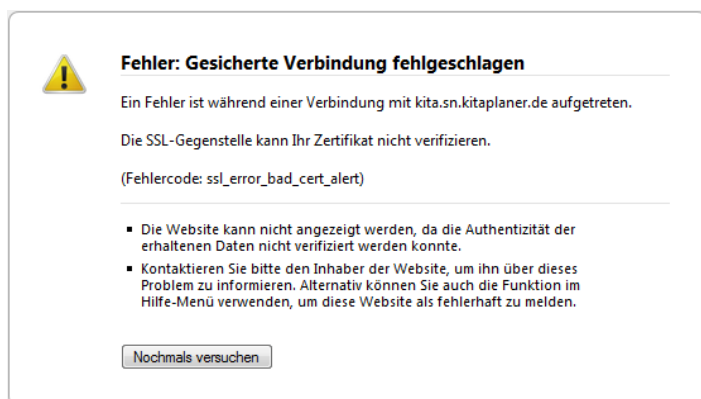 Fehler: Gesicherte Verbindung fehlgeschlagen
Ein Fehler ist während einer Verbindung mit kita.sn.kitaplaner.de aufgetreten.
Die SSL-Gegenstelle kann Ihr Zertifikat nicht verifizieren.
(Fehlercode: ssl_error_bad_cert_alert)
▪ Die Website kann nicht angezeigt werden, da die Authentizität der
erhaltenen Daten nicht verifiziert werden konnte.
▪ Kontaktieren Sie bitte den Inhaber der Website, um ihn über dieses
Problem zu informieren. Alternativ können Sie auch die Funktion im
Hilfe-Menü verwenden, um diese Website als fehlerhaft zu melden.
Nochmals versuchen